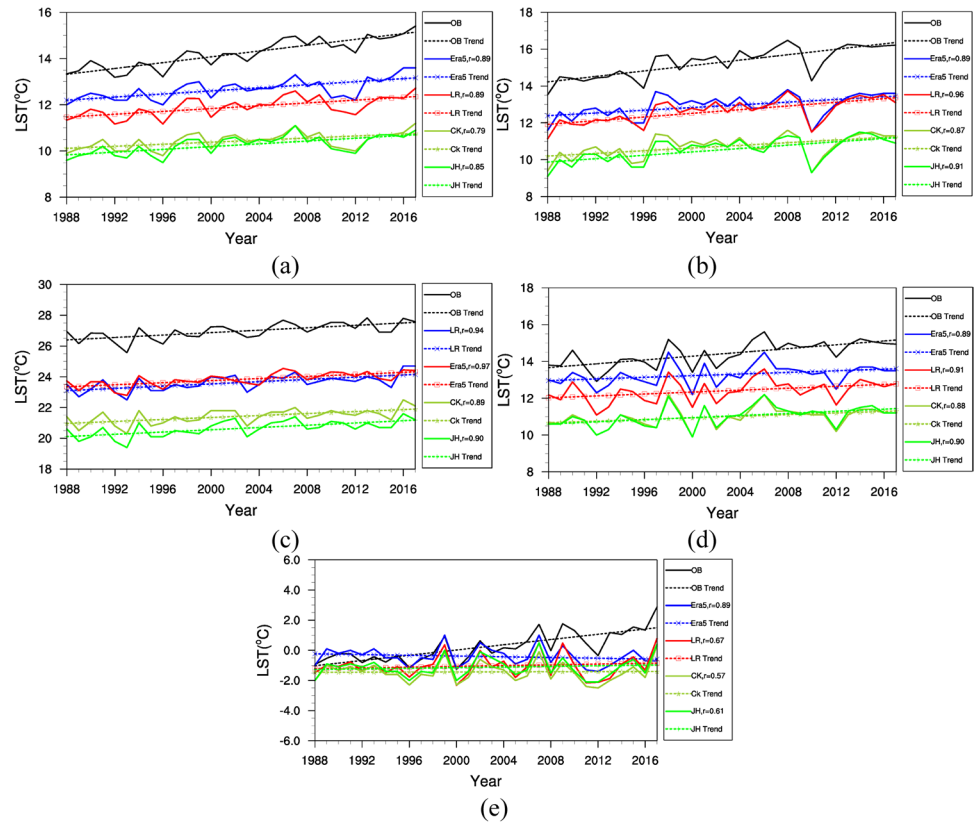 (a)
LST(°C)
16
14
12
10
8
1988 1992 1996 2000 2004 2008 2012 2016
Year
OB
OB Trend
Era5,r=0.89
Era5 Trend
LR,r=0.89
LR Trend
CK,r=0.79
Ck Trend
JH,r=0.85
JH Trend
(b)
LST(°C)
18
16
14
12
10
8
1988 1992 1996 2000 2004 2008 2012 2016
Year
OB
OB Trend
Era5,r=0.89
Era5 Trend
LR,r=0.96
LR Trend
CK,r=0.87
Ck Trend
JH,r=0.91
JH Trend
(c)
LST(°C)
30
28
26
24
22
20
18
1988 1992 1996 2000 2004 2008 2012 2016
Year
OB
OB Trend
LR,r=0.94
LR Trend
Era5,r=0.97
Era5 Trend
CK,r=0.89
Ck Trend
JH,r=0.90
JH Trend
(d)
LST(°C)
18
16
14
12
10
8
1988 1992 1996 2000 2004 2008 2012 2016
Year
OB
OB Trend
Era5,r=0.89
Era5 Trend
LR,r=0.91
LR Trend
CK,r=0.88
Ck Trend
JH,r=0.90
JH Trend
(e)
LST(°C)
6.0
4.0
2.0
0.0
-2.0
-4.0
-6.0
1988 1992 1996 2000 2004 2008 2012 2016
Year
OB
OB Trend
Era5,r=0.89
Era5 Trend
LR,r=0.67
LR Trend
CK,r=0.57
Ck Trend
JH,r=0.61
JH Trend